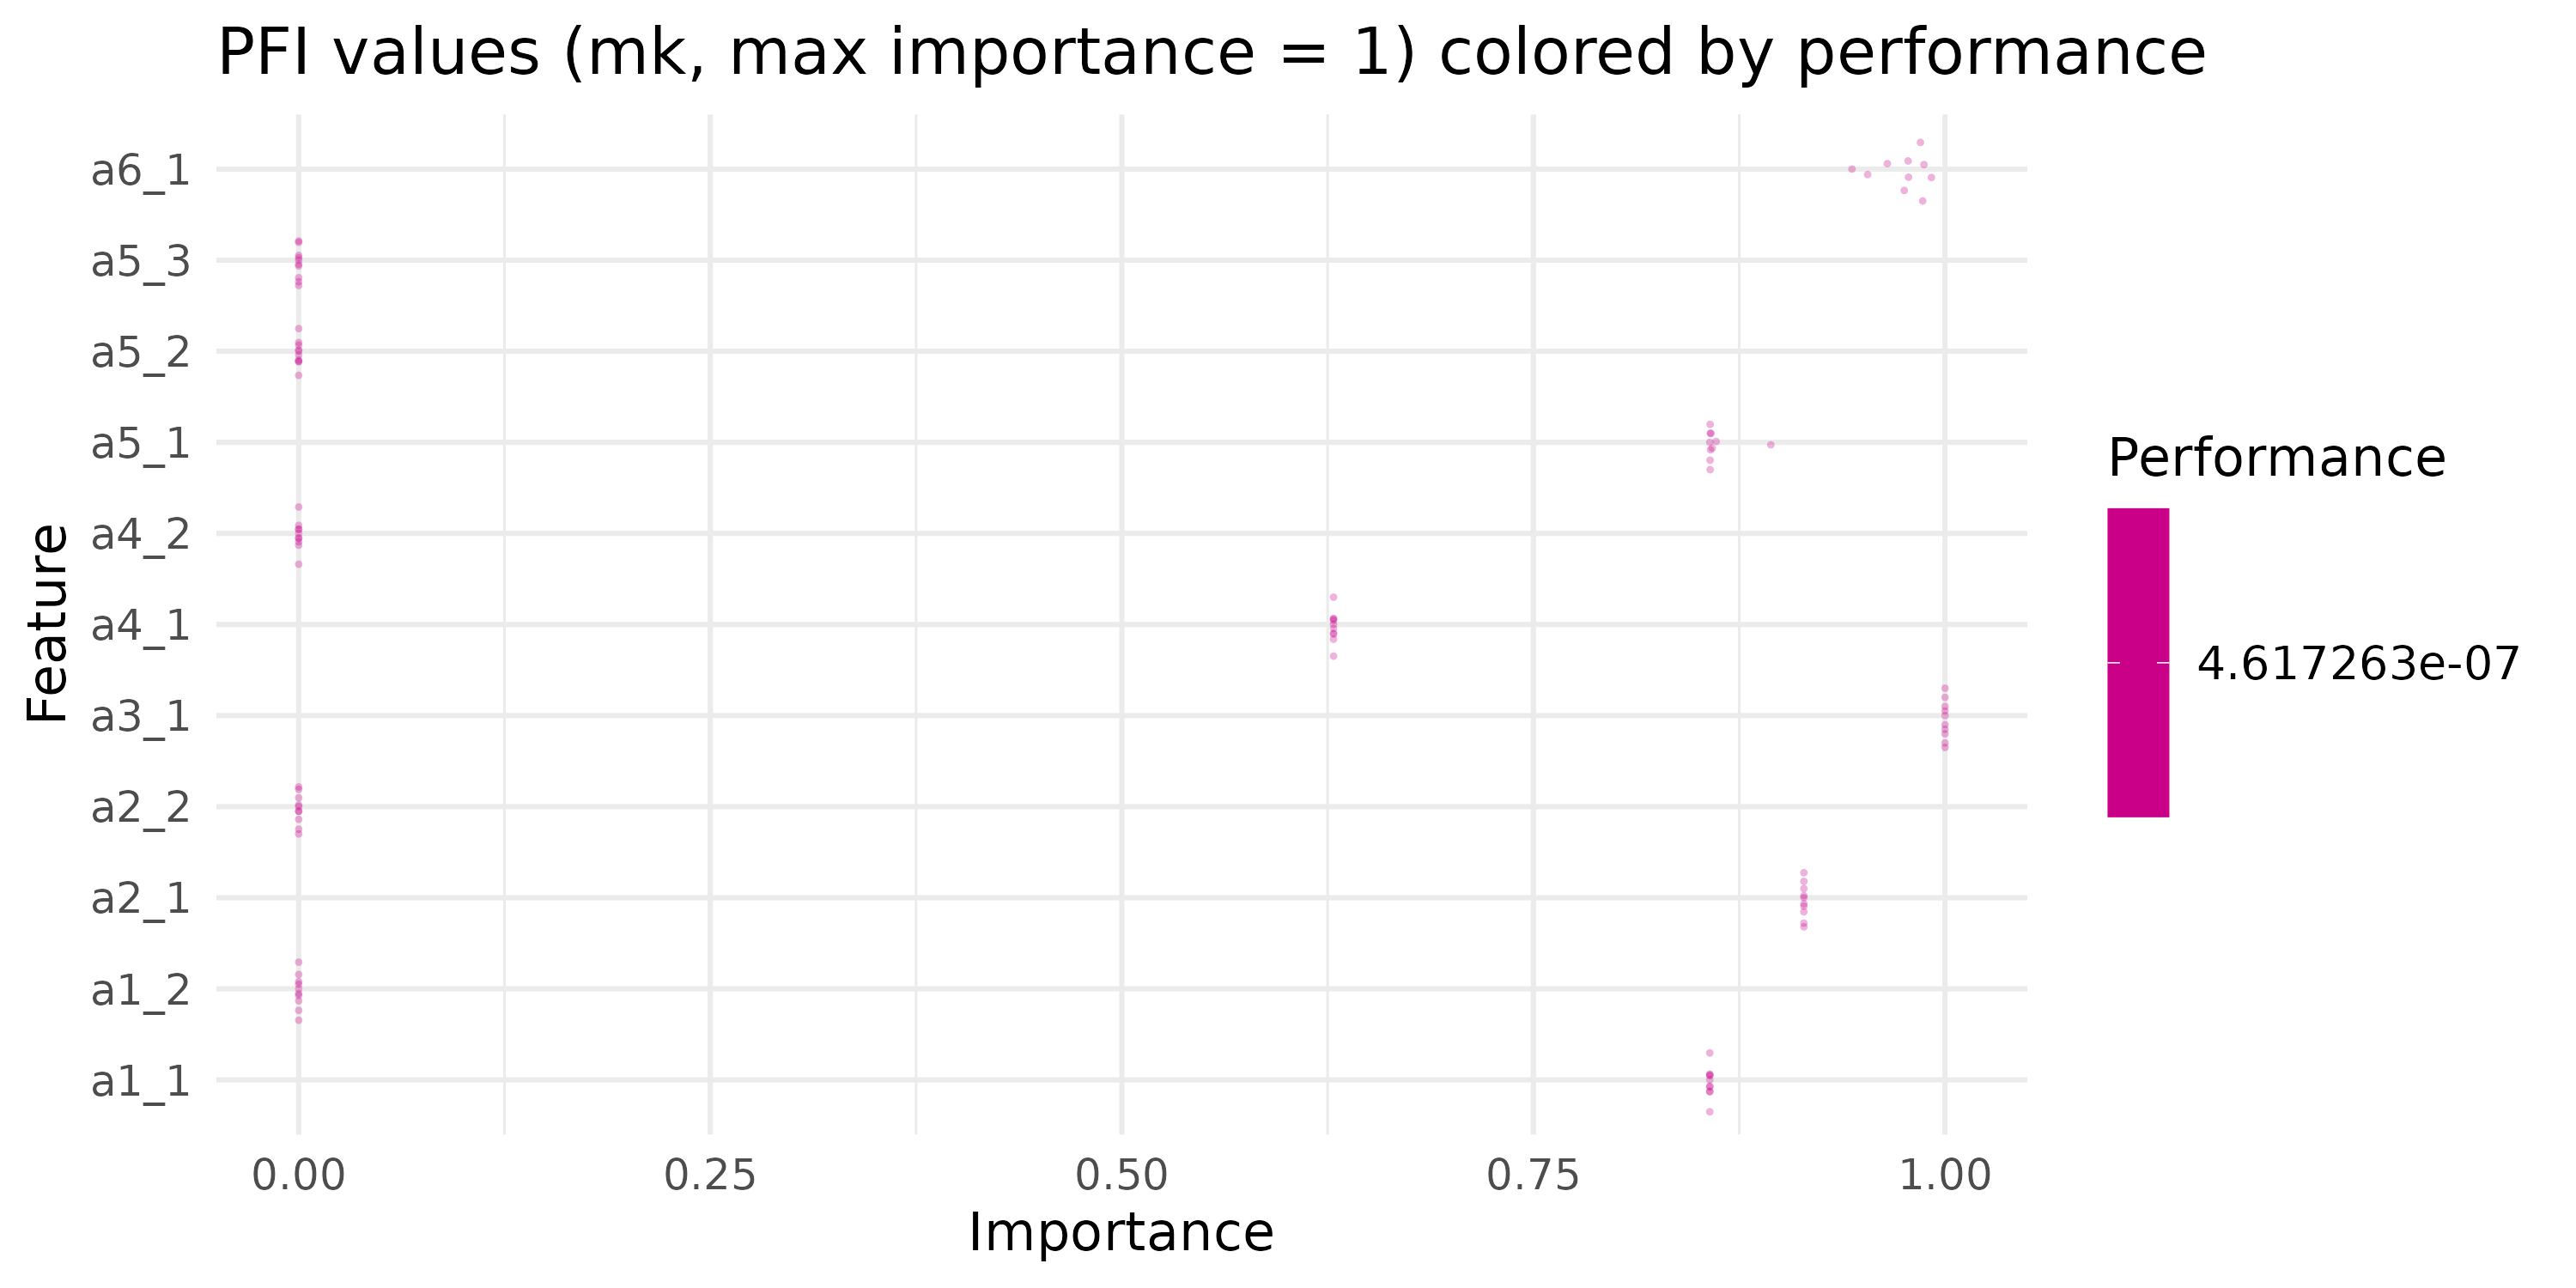 PFI values (mk, max importance = 1) colored by performance
Feature
a6_1
a5_3
a5_2
a5_1
a4_2
a4_1
a3_1
a2_2
a2_1
a1_2
a1_1
0.00 0.25 0.50 0.75 1.00
Importance
Performance
4.617263e-07